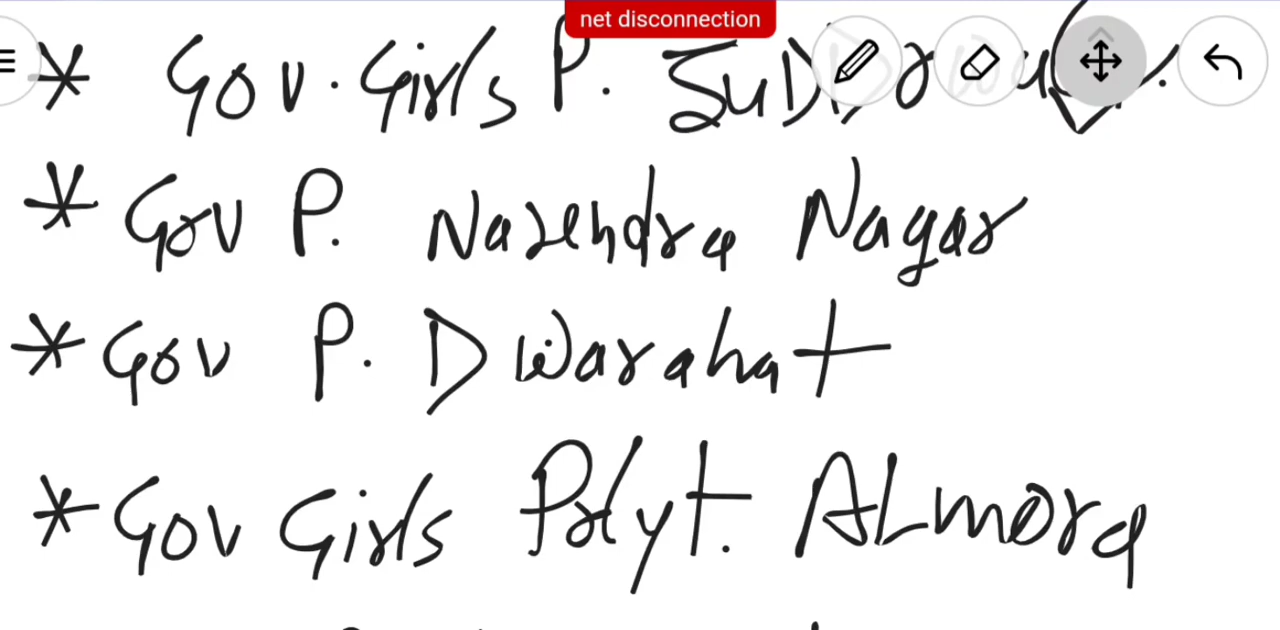 net disconnection
* Gov. Girls P.
* Gov P. Narendra Nagar
* Gov P. Dwarahat
* Gov Girls Polyt. ALmora